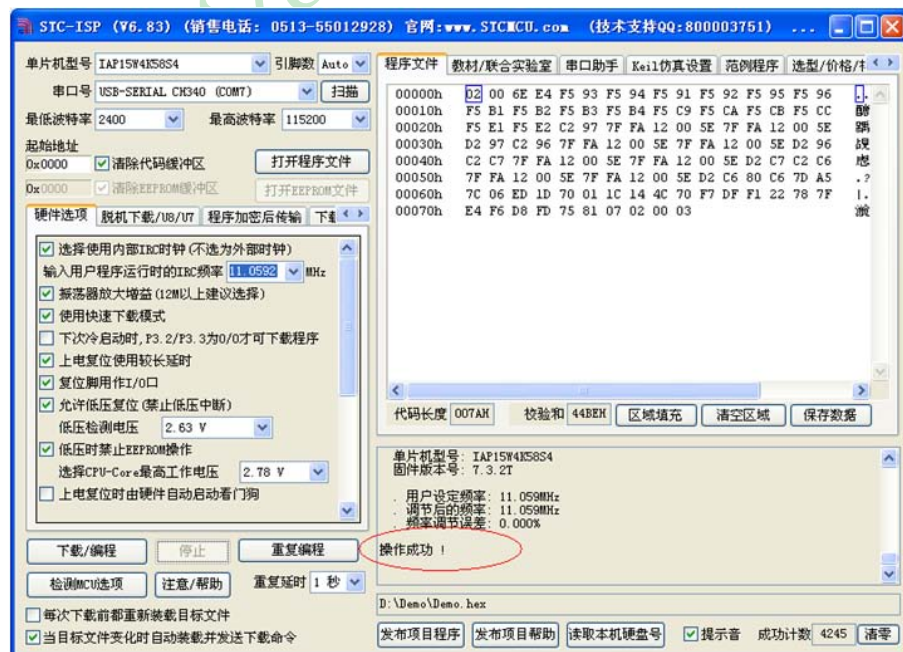 STC-ISP (V6.83) (销售电话: 0513-55012928) 官网:www.STCMCU.com (技术支持QQ:800003751) ...
单片机型号 IAP15W4K58S4 引脚数 Auto
串口号 USB-SERIAL CH340 (COM7) 扫描
最低波特率 2400 最高波特率 115200
起始地址
0x0000 清除代码缓冲区 打开程序文件
0x0000 清除EEPROM缓冲区 打开EEPROM文件
硬件选项 脱机下载/U8/U7 程序加密后传输
选择使用内部IRC时钟(不选为外部时钟)
输入用户程序运行时的IRC频率 11.0592 MHz
振荡器放大增益(12M以上建议选择)
使用快速下载模式
下次冷启动时,P3.2/P3.3为0/0才可下载程序
上电复位使用较长延时
复位脚用作I/O口
允许低压复位(禁止低压中断)
低压检测电压 2.63 V
低压时禁止EEPROM操作
选择CPU-Core最高工作电压 2.78 V
上电复位时由硬件自动启动看门狗
下载/编程 停止 重复编程
检测MCU选项 注意/帮助 重复延时 1 秒
每次下载前都重新装载目标文件
当目标文件变化时自动装载并发送下载命令
程序文件 教材/联合实验室 串口助手 Keil仿真设置 范例程序 选型/价格/
00000h 02 00 6E E4 F5 93 F5 94 F5 91 F5 92 F5 95 F5 96
00010h F5 B1 F5 B2 F5 B3 F5 B4 F5 C9 F5 CA F5 CB F5 CC
00020h F5 E1 F5 E2 C2 97 7F FA 12 00 5E 7F FA 12 00 5E
00030h D2 97 C2 96 7F FA 12 00 5E 7F FA 12 00 5E D2 96
00040h C2 C7 7F FA 12 00 5E 7F FA 12 00 5E D2 C7 C2 C6
00050h 7F FA 12 00 5E 7F FA 12 00 5E D2 C6 80 C6 7D A5 .?
00060h 7C 06 ED 1D 70 01 1C 14 4C 70 F7 DF F1 22 78 7F |.
00070h E4 F6 D8 FD 75 81 07 02 00 03
代码长度 007AH 校验和 44BEH 区域填充 清空区域 保存数据
单片机型号: IAP15W4K58S4
固件版本号: 7.3.2T
. 用户设定频率: 11.059MHz
. 调节后的频率: 11.059MHz
. 频率调节误差: 0.000%
操作成功 !
D:\Demo\Demo.hex
发布项目程序 发布项目帮助 读取本机硬盘号 提示音 成功计数 4245 清零